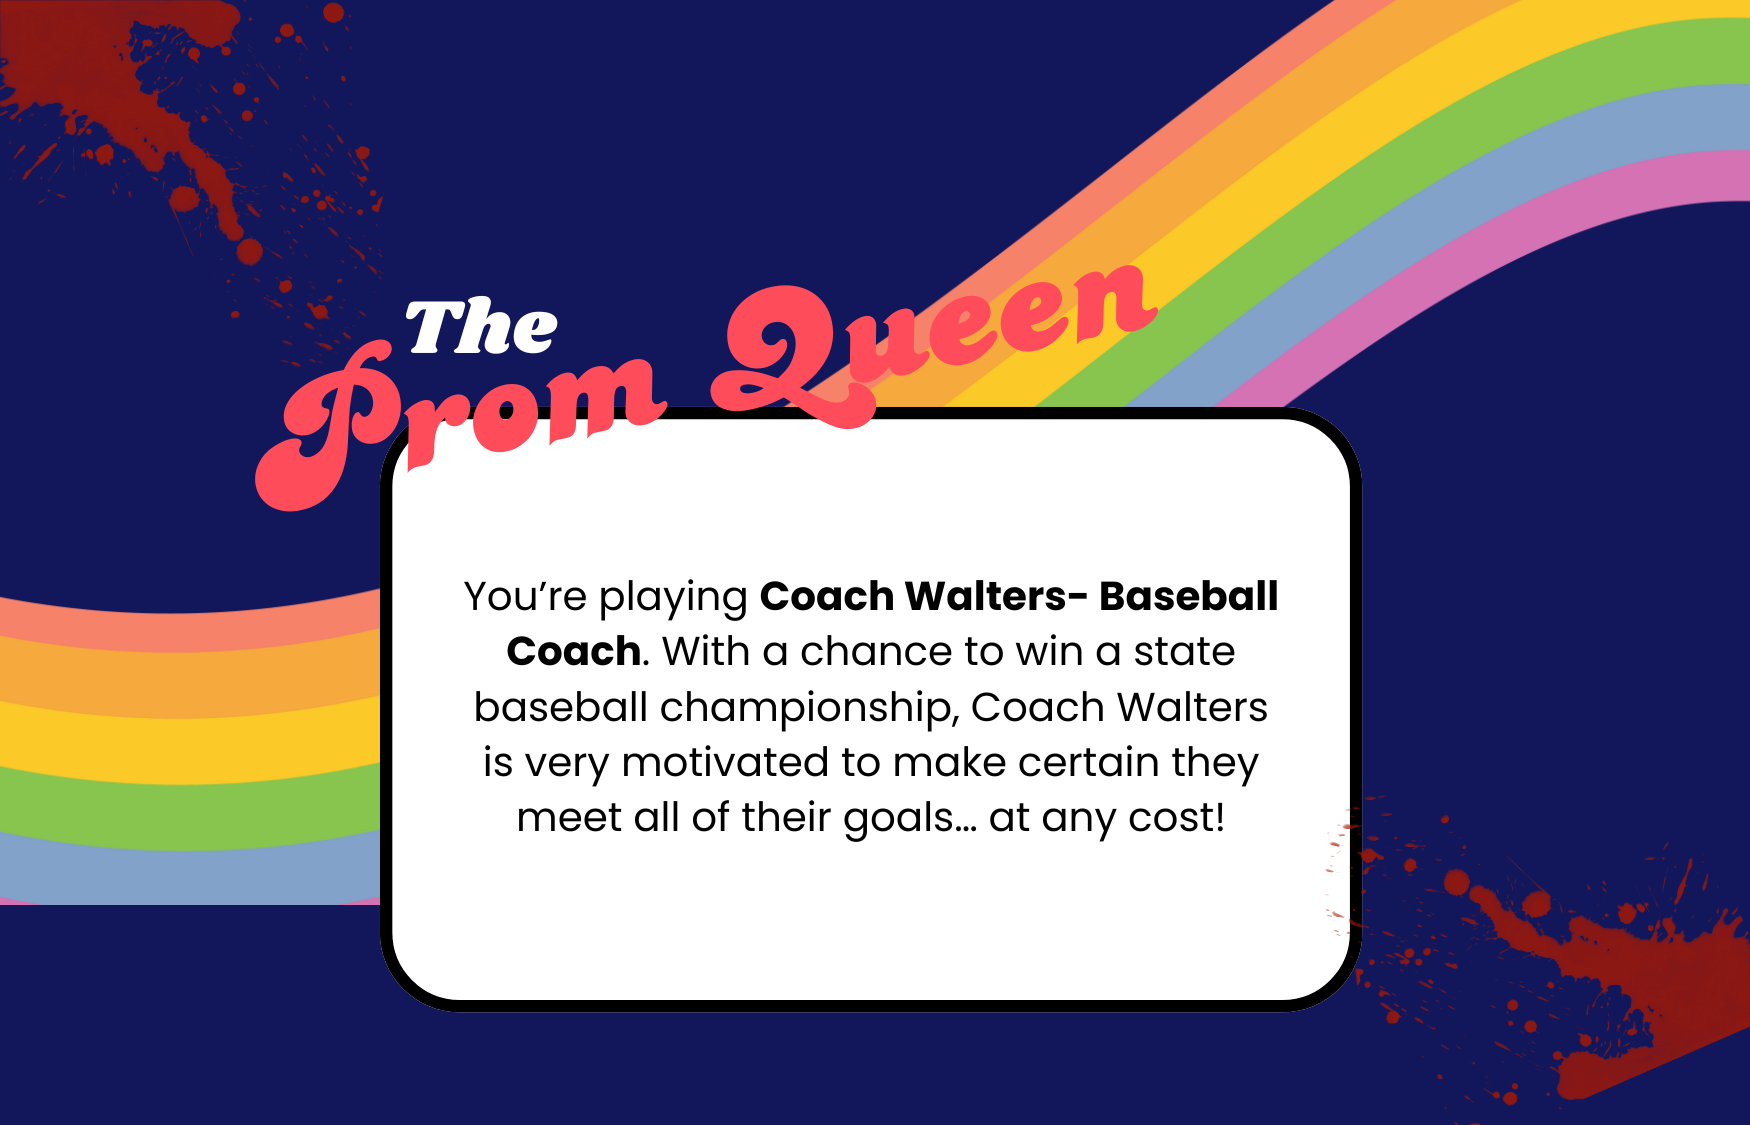 The
Prom Queen
You’re playing Coach Walters- Baseball
Coach. With a chance to win a state
baseball championship, Coach Walters
is very motivated to make certain they
meet all of their goals... at any cost!